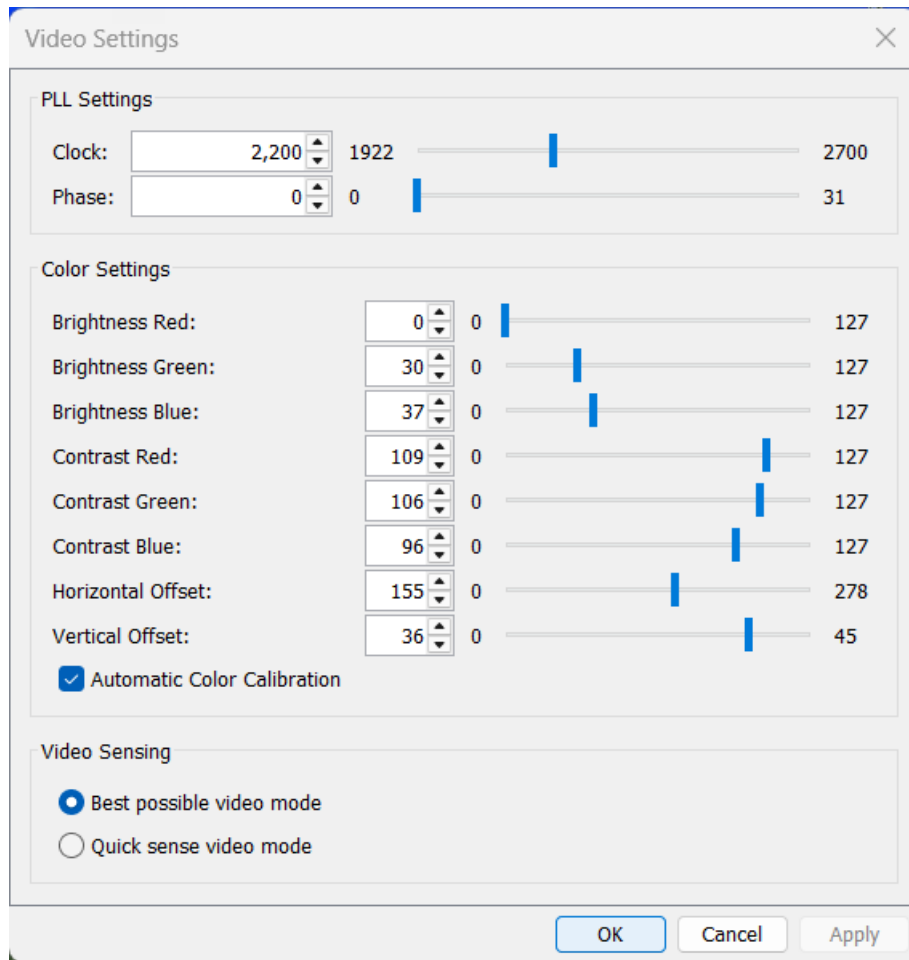 Video Settings
PLL Settings
Clock: 2,200 1922 2700
Phase: 0 0 31
Color Settings
Brightness Red: 0 0 127
Brightness Green: 30 0 127
Brightness Blue: 37 0 127
Contrast Red: 109 0 127
Contrast Green: 106 0 127
Contrast Blue: 96 0 127
Horizontal Offset: 155 0 278
Vertical Offset: 36 0 45
Automatic Color Calibration
Video Sensing
Best possible video mode
Quick sense video mode
OK Cancel Apply